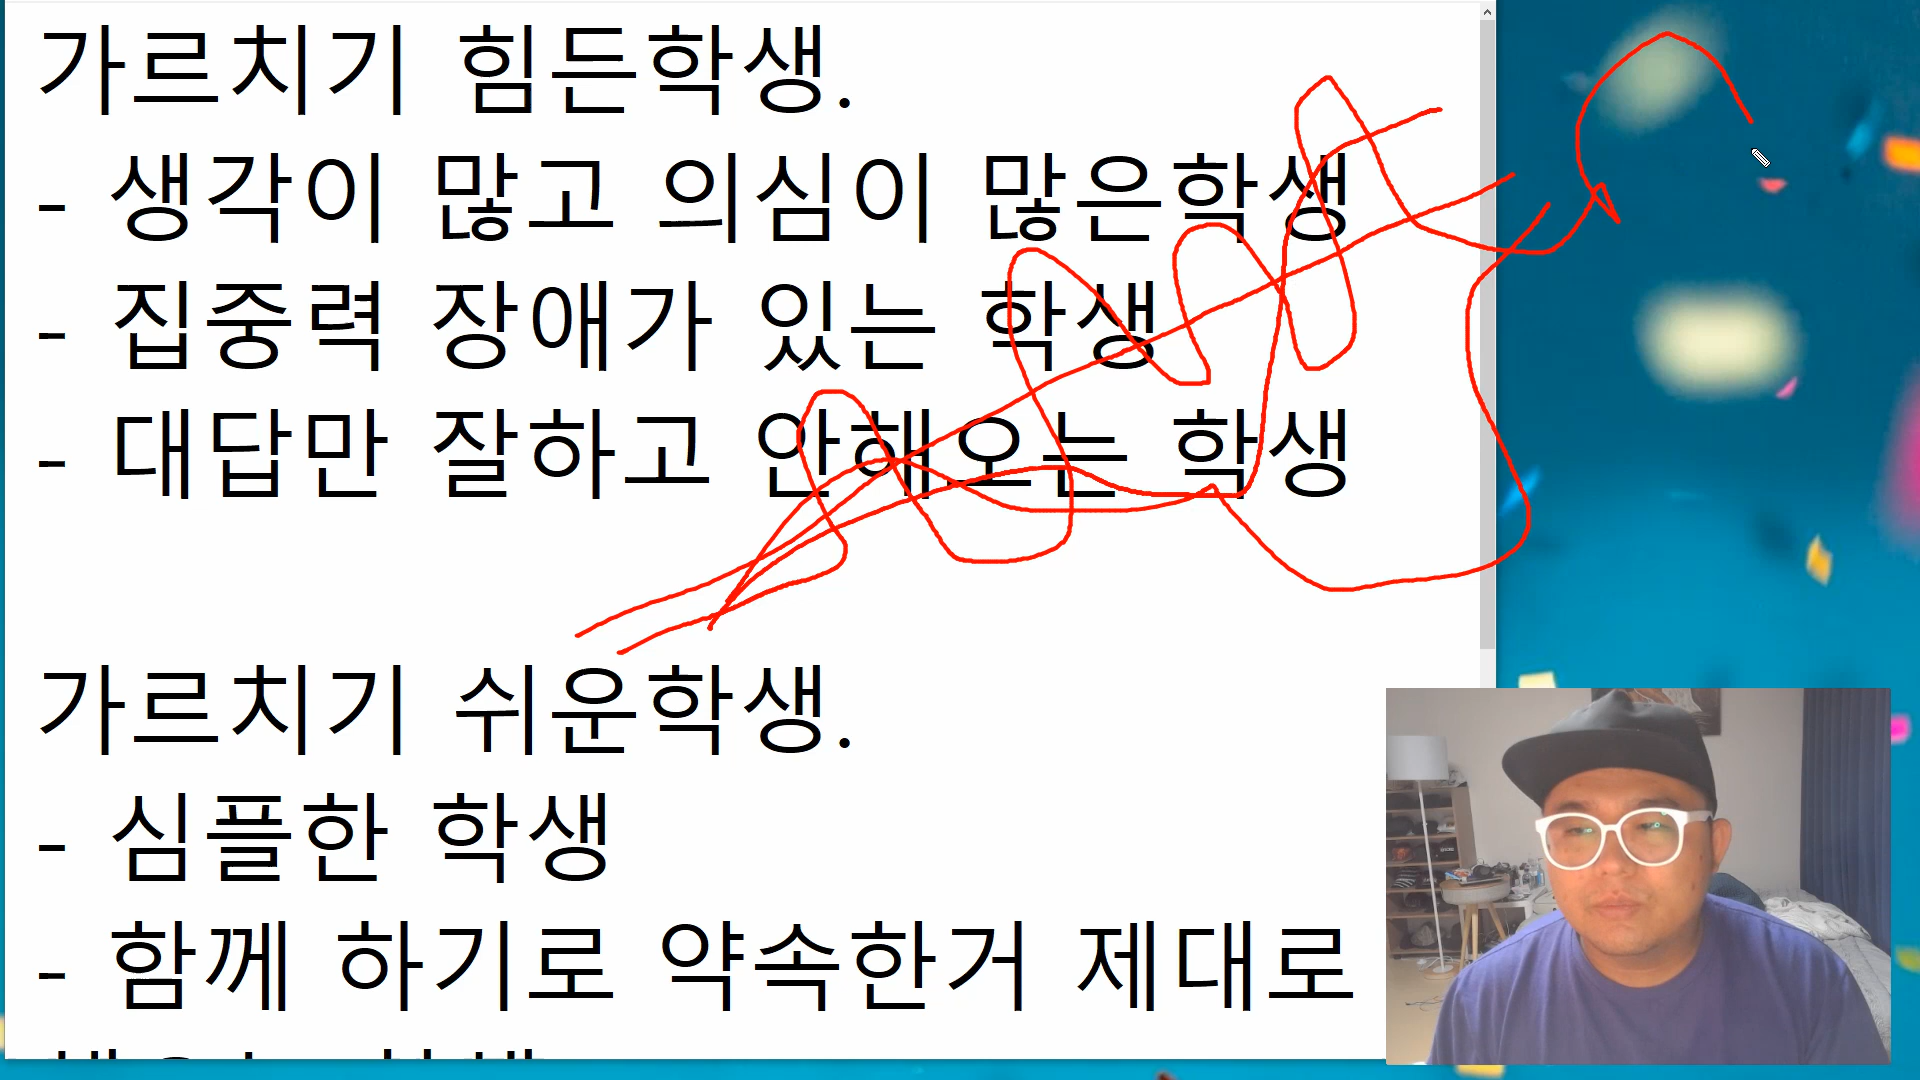 가르치기 힘든학생.
- 생각이 많고 의심이 많은학생
- 집중력 장애가 있는 학생
- 대답만 잘하고 안해오는 학생
가르치기 쉬운학생.
- 심플한 학생
- 함께 하기로 약속한거 제대로